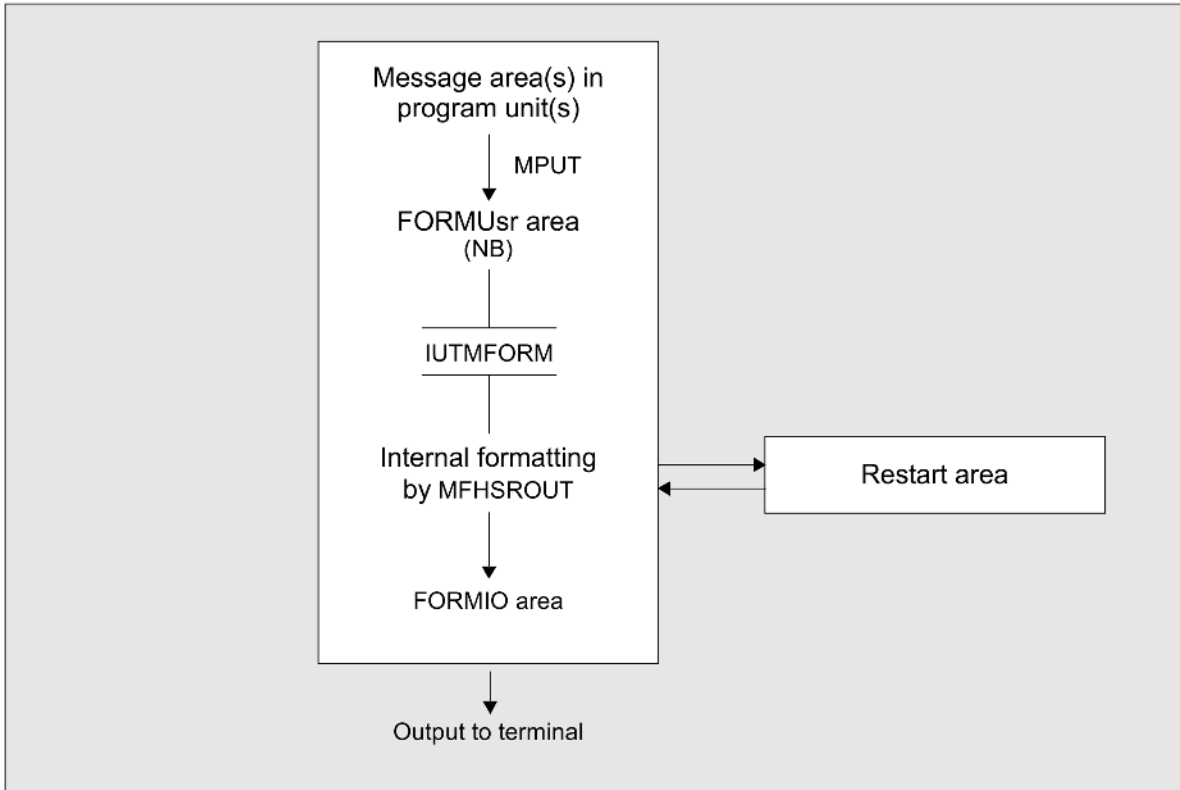 Message area(s) in
program unit(s)
MPUT
FORMUsr area
(NB)
IUTMFORM
Internal formatting
by MFHSROUT
Restart area
FORMIO area
Output to terminal